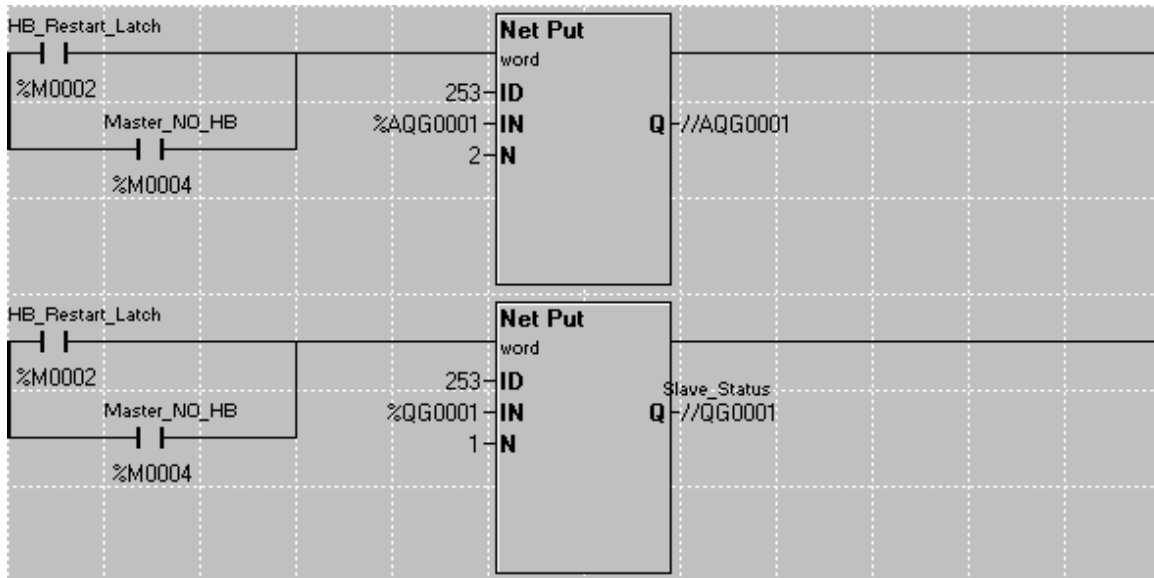 HB_Restart_Latch
Net Put
word
%M0002
253 ID
Master_NO_HB
%AQG0001 IN Q //AQG0001
2 N
%M0004
HB_Restart_Latch
Net Put
word
%M0002
253 ID
Slave_Status
Master_NO_HB
%QG0001 IN Q //QG0001
1 N
%M0004